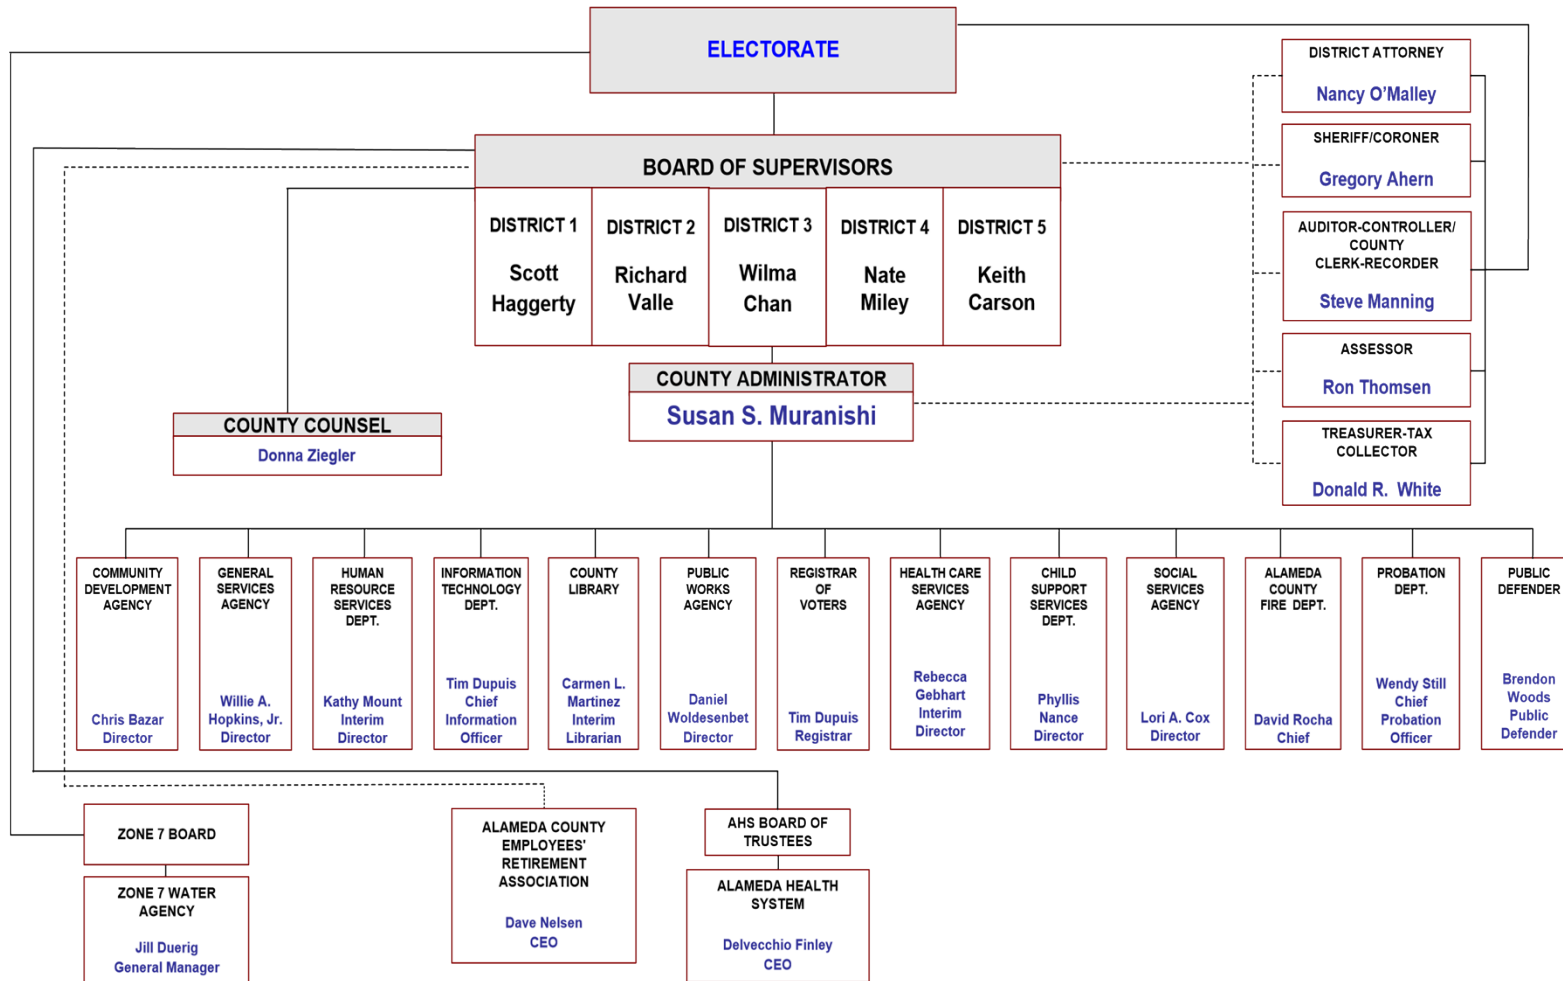 ELECTORATE
DISTRICT ATTORNEY
Nancy O'Malley
SHERIFF/CORONER
Gregory Ahern
AUDITOR-CONTROLLER/
COUNTY
CLERK-RECORDER
Steve Manning
ASSESSOR
Ron Thomsen
TREASURER-TAX
COLLECTOR
Donald R. White
BOARD OF SUPERVISORS
DISTRICT 1
Scott
Haggerty
DISTRICT 2
Richard
Valle
DISTRICT 3
Wilma
Chan
DISTRICT 4
Nate
Miley
DISTRICT 5
Keith
Carson
COUNTY ADMINISTRATOR
Susan S. Muranishi
COUNTY COUNSEL
Donna Ziegler
COMMUNITY
DEVELOPMENT
AGENCY
Chris Bazar
Director
GENERAL
SERVICES
AGENCY
Willie A.
Hopkins, Jr.
Director
HUMAN
RESOURCE
SERVICES
DEPT.
Kathy Mount
Interim
Director
INFORMATION
TECHNOLOGY
DEPT.
Tim Dupuis
Chief
Information
Officer
COUNTY
LIBRARY
Carmen L.
Martinez
Interim
Librarian
PUBLIC
WORKS
AGENCY
Daniel
Woldesenbet
Director
REGISTRAR
OF
VOTERS
Tim Dupuis
Registrar
HEALTH CARE
SERVICES
AGENCY
Rebecca
Gebhart
Interim
Director
CHILD
SUPPORT
SERVICES
DEPT.
Phyllis
Nance
Director
SOCIAL
SERVICES
AGENCY
Lori A. Cox
Director
ALAMEDA
COUNTY
FIRE DEPT.
David Rocha
Chief
PROBATION
DEPT.
Wendy Still
Chief
Probation
Officer
PUBLIC
DEFENDER
Brendon
Woods
Public
Defender
ZONE 7 BOARD
ZONE 7 WATER
AGENCY
Jill Duerig
General Manager
ALAMEDA COUNTY
EMPLOYEES'
RETIREMENT
ASSOCIATION
Dave Nelsen
CEO
AHS BOARD OF
TRUSTEES
ALAMEDA HEALTH
SYSTEM
Delvecchio Finley
CEO